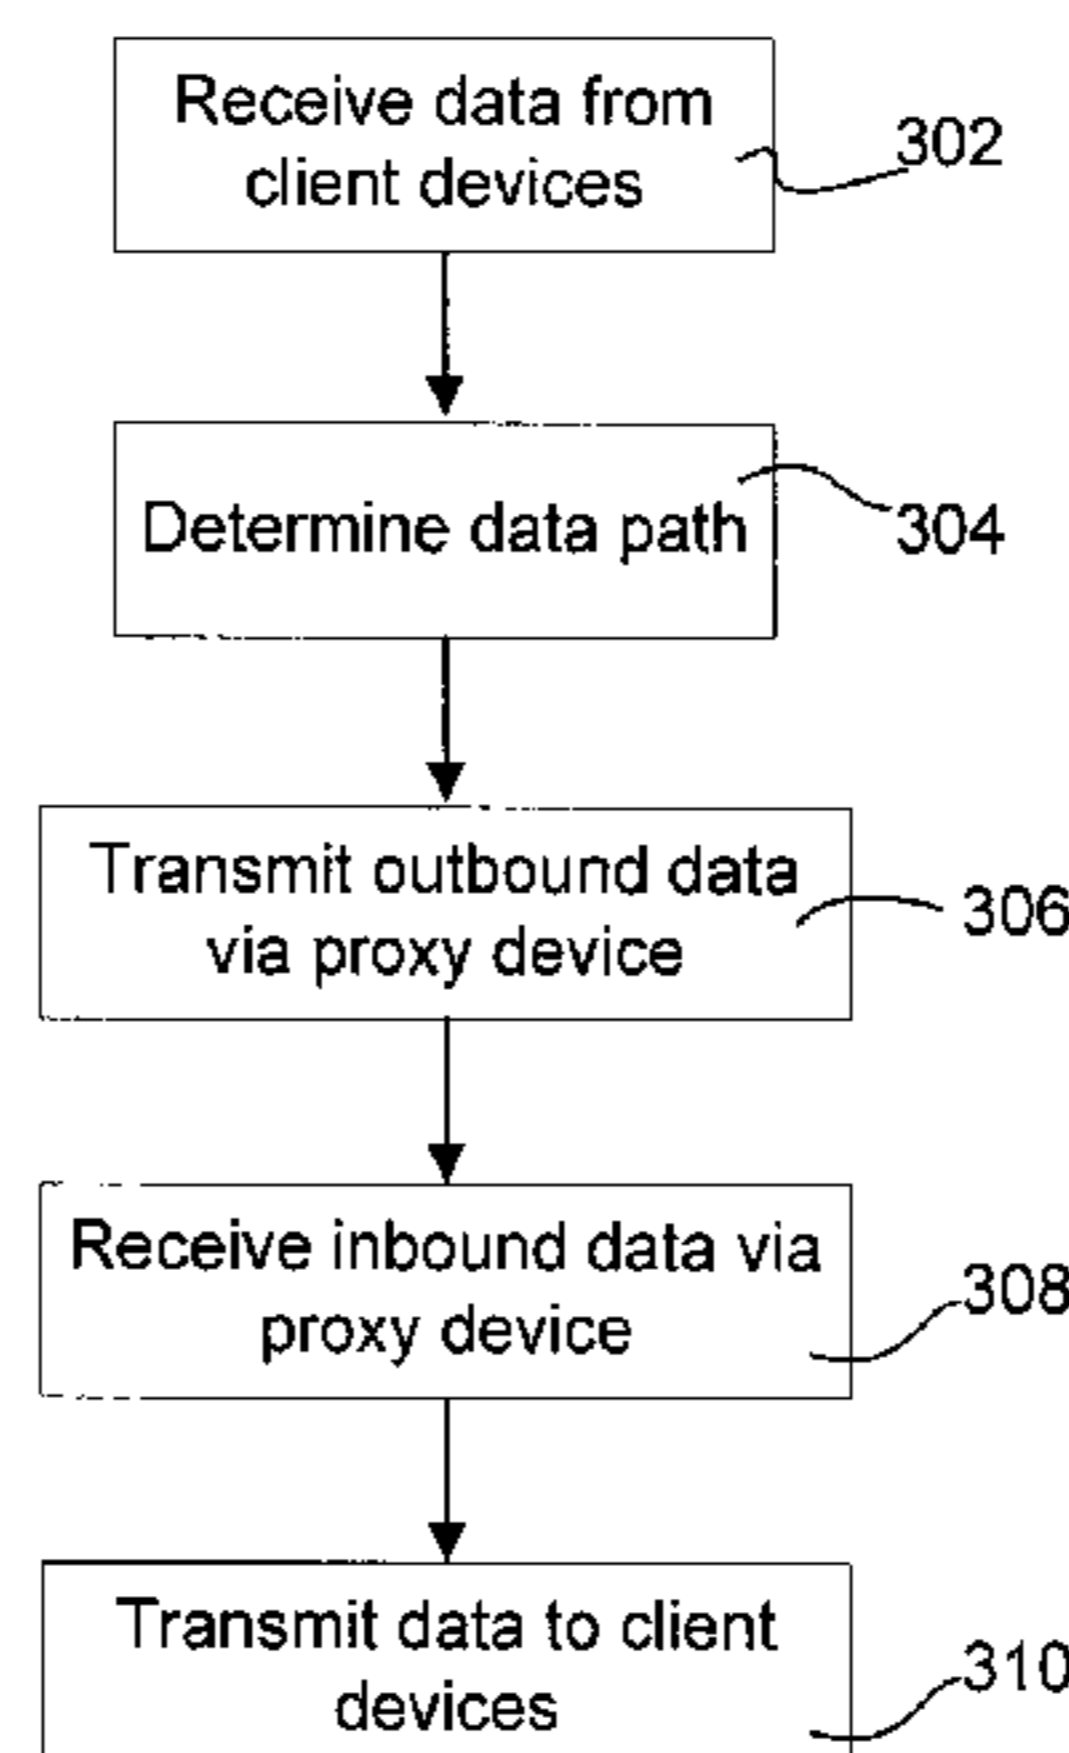 Receive data from
client devices
302
Determine data path
304
Transmit outbound data
via proxy device
306
Receive inbound data via
proxy device
308
Transmit data to client
devices
310